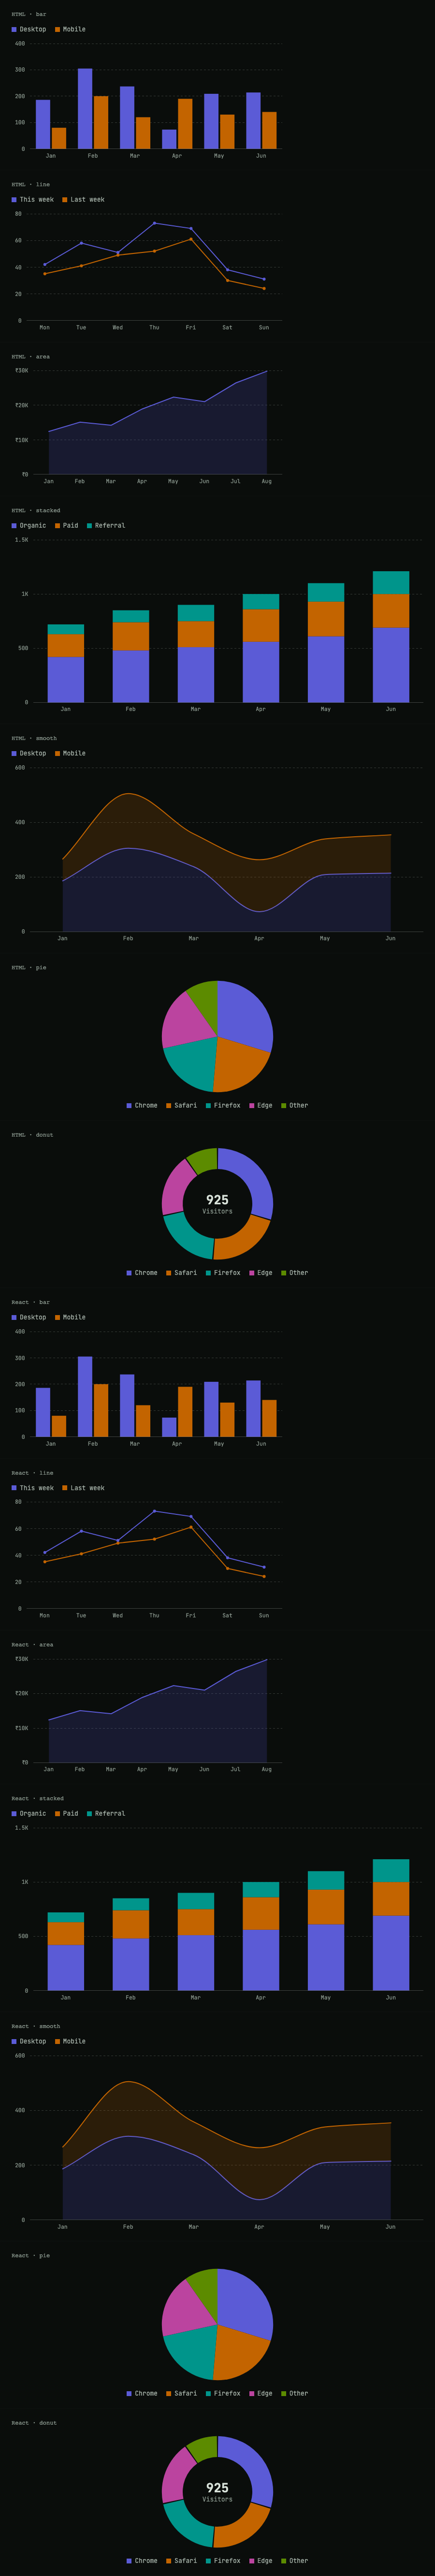 HTML · bar
Desktop Mobile
400
300
200
100
0
Jan Feb Mar Apr May Jun
HTML · line
This week Last week
80
60
40
20
0
Mon Tue Wed Thu Fri Sat Sun
HTML · area
₹30K
₹20K
₹10K
₹0
Jan Feb Mar Apr May Jun Jul Aug
HTML · stacked
Organic Paid Referral
1.5K
1K
500
0
Jan Feb Mar Apr May Jun
HTML · smooth
Desktop Mobile
600
400
200
0
Jan Feb Mar Apr May Jun
HTML · pie
Chrome Safari Firefox Edge Other
HTML · donut
925
Visitors
Chrome Safari Firefox Edge Other
React · bar
Desktop Mobile
400
300
200
100
0
Jan Feb Mar Apr May Jun
React · line
This week Last week
80
60
40
20
0
Mon Tue Wed Thu Fri Sat Sun
React · area
₹30K
₹20K
₹10K
₹0
Jan Feb Mar Apr May Jun Jul Aug
React · stacked
Organic Paid Referral
1.5K
1K
500
0
Jan Feb Mar Apr May Jun
React · smooth
Desktop Mobile
600
400
200
0
Jan Feb Mar Apr May Jun
React · pie
Chrome Safari Firefox Edge Other
React · donut
925
Visitors
Chrome Safari Firefox Edge Other